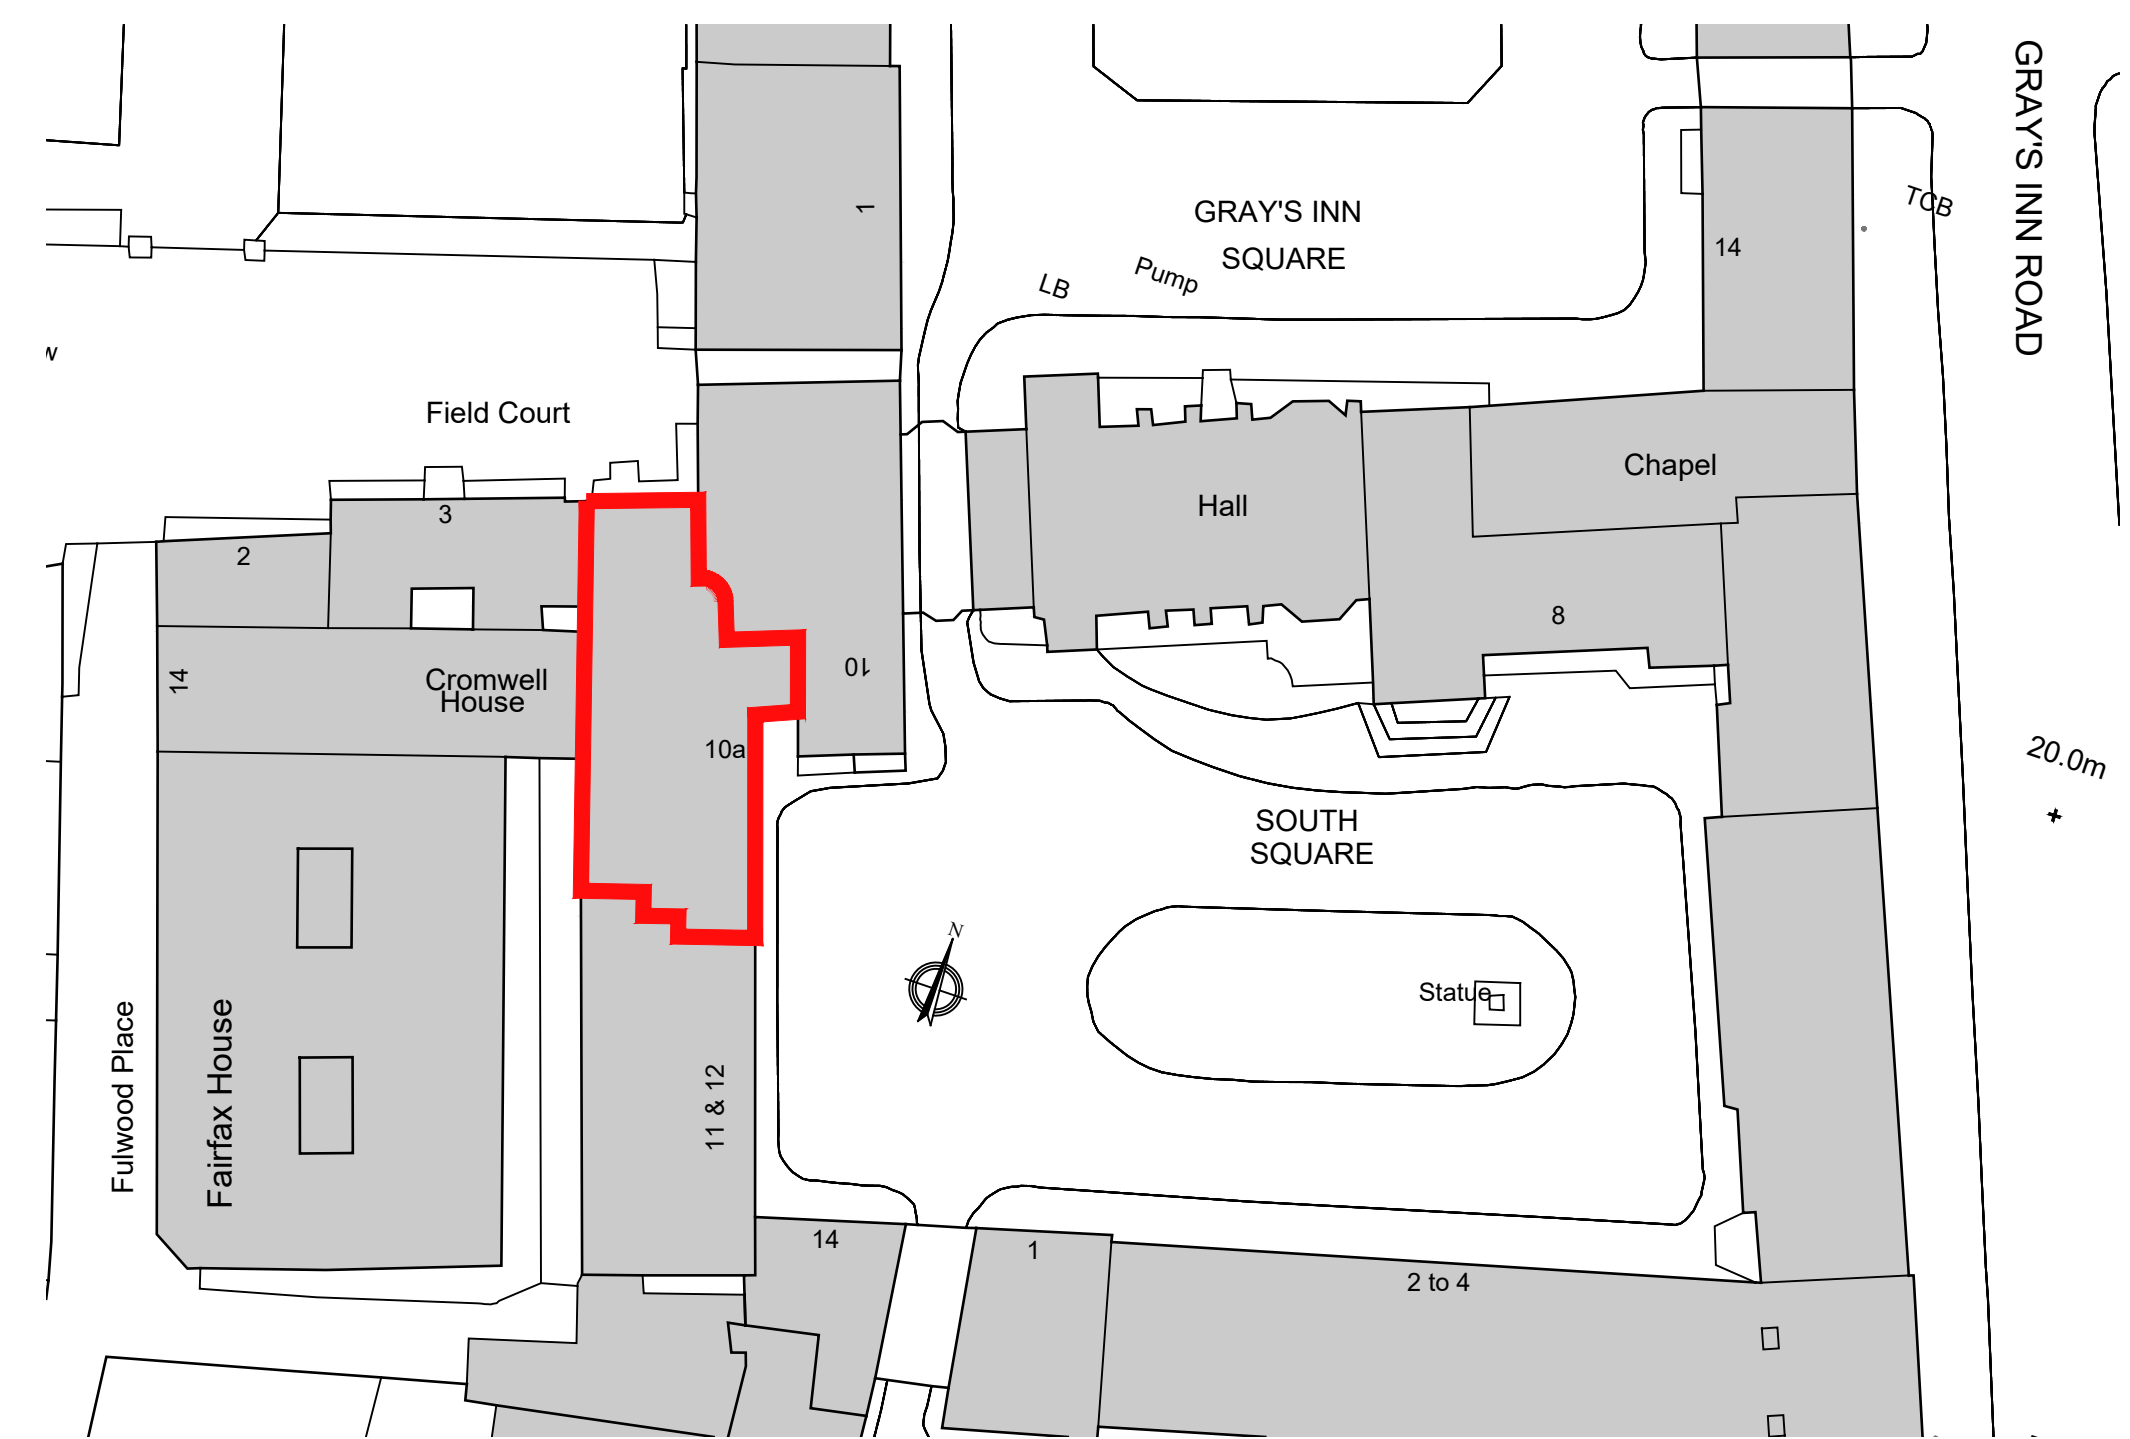 GRAY'S INN ROAD
1
GRAY'S INN
SQUARE
TCB
14
LB
Pump
w
Field Court
Chapel
Hall
3
2
8
14
Cromwell
House
10
10a
20.0m
SOUTH
SQUARE
N
Statue
Fulwood Place
Fairfax House
11 & 12
14
1
2 to 4